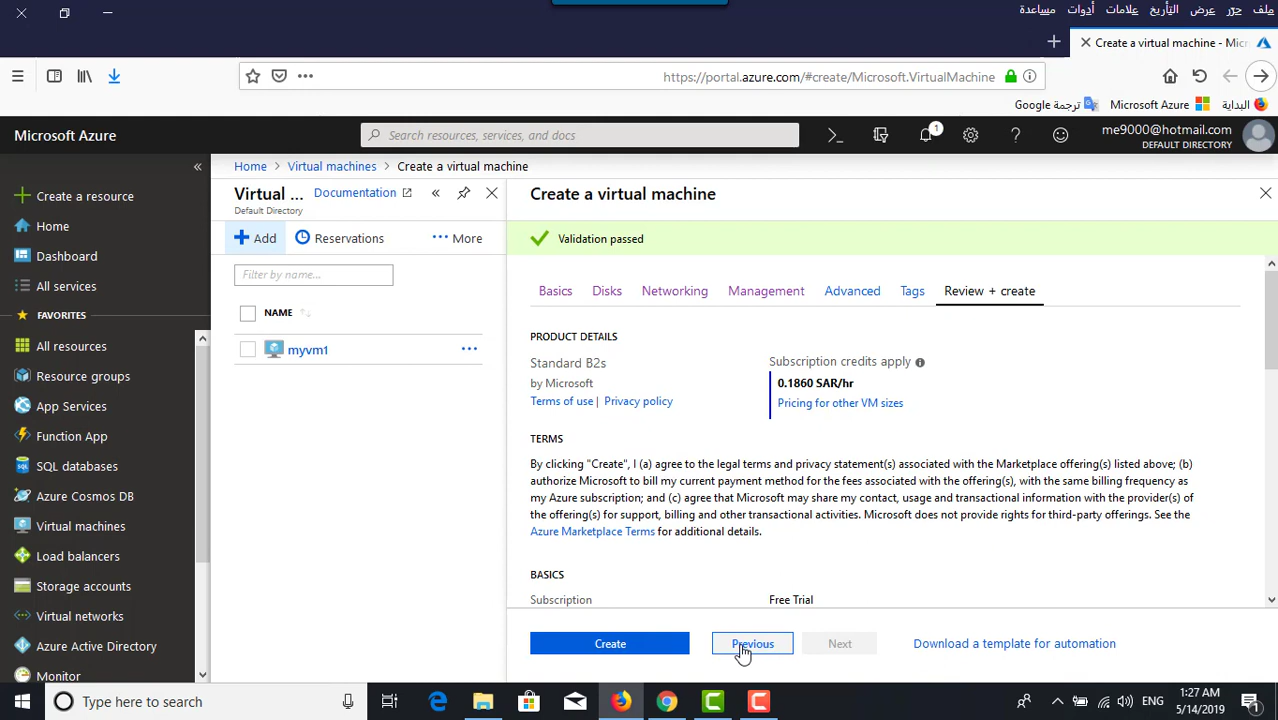 ملف
حرّر
عرض
التأريخ
علامات
أدوات
مساعدة
Create a virtual machine - Micr
https://portal.azure.com/#create/Microsoft.VirtualMachine
البداية
Microsoft Azure
ترجمة Google
Microsoft Azure
Search resources, services, and docs
1
me9000@hotmail.com
DEFAULT DIRECTORY
Create a resource
Home
Dashboard
All services
FAVORITES
All resources
Resource groups
App Services
Function App
SQL databases
Azure Cosmos DB
Virtual machines
Load balancers
Storage accounts
Virtual networks
Azure Active Directory
Monitor
Home > Virtual machines > Create a virtual machine
Virtual ...
Documentation
Default Directory
Add
Reservations
More
Filter by name...
NAME
myvm1
Create a virtual machine
Validation passed
Basics
Disks
Networking
Management
Advanced
Tags
Review + create
PRODUCT DETAILS
Standard B2s
by Microsoft
Terms of use | Privacy policy
Subscription credits apply
0.1860 SAR/hr
Pricing for other VM sizes
TERMS
By clicking "Create", I (a) agree to the legal terms and privacy statement(s) associated with the Marketplace offering(s) listed above; (b)
authorize Microsoft to bill my current payment method for the fees associated with the offering(s), with the same billing frequency as
my Azure subscription; and (c) agree that Microsoft may share my contact, usage and transactional information with the provider(s) of
the offering(s) for support, billing and other transactional activities. Microsoft does not provide rights for third-party offerings. See the
Azure Marketplace Terms for additional details.
BASICS
Subscription
Free Trial
Create
Previous
Next
Download a template for automation
Type here to search
ENG
1:27 AM
5/14/2019
1